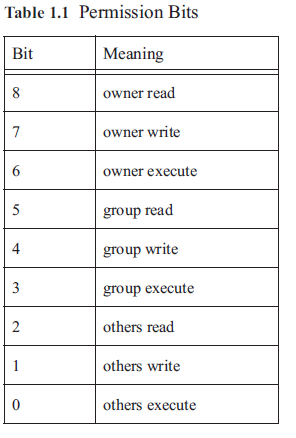 Table 1.1 Permission Bits
Bit Meaning
8 owner read
7 owner write
6 owner execute
5 group read
4 group write
3 group execute
2 others read
1 others write
0 others execute